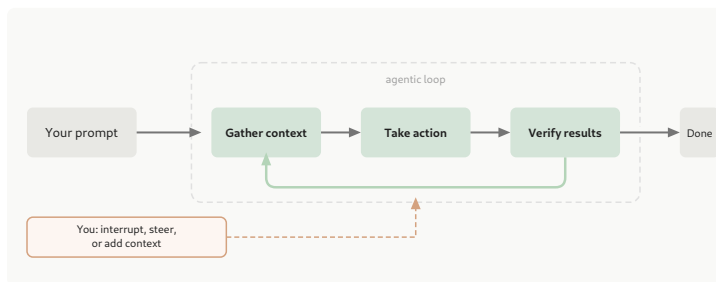 agentic loop
Your prompt
Gather context
Take action
Verify results
Done
You: interrupt, steer,
or add context